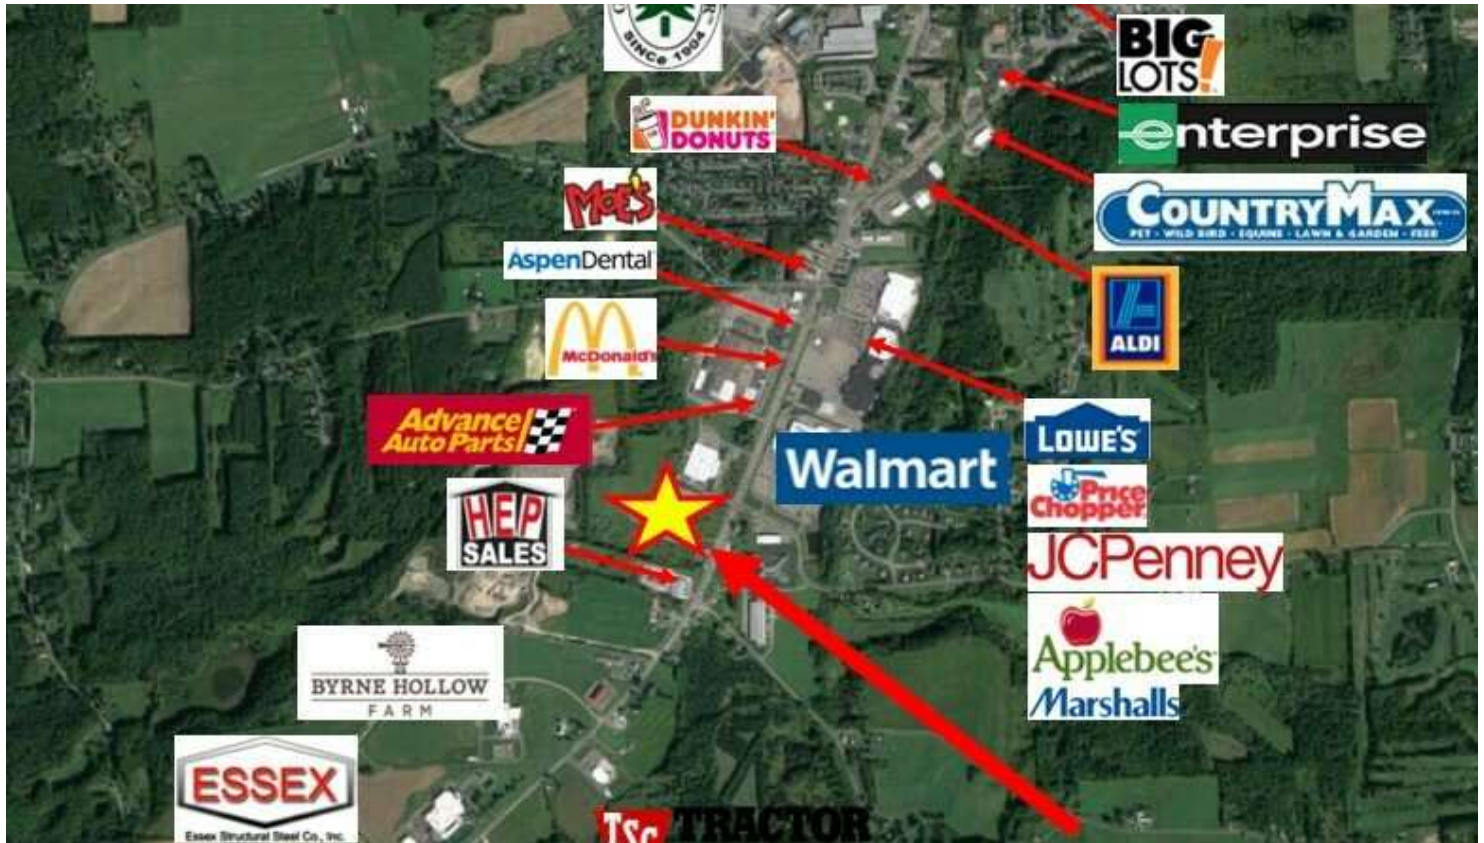 SINCE 1904
BIG
LOTS!
enterprise
DUNKIN'
DONUTS
COUNTRYMAX
PET - WILD BIRD - EQUINE - LAWN & GARDEN - FEED
MOE'S
AspenDental
ALDI
McDonald's
Advance
Auto Parts
LOWE'S
Walmart
Price
Chopper
HEP
SALES
JCPenney
Applebee's
BYRNE HOLLOW
FARM
Marshalls
ESSEX
Essex Structural Steel Co., Inc.
TSC TRACTOR